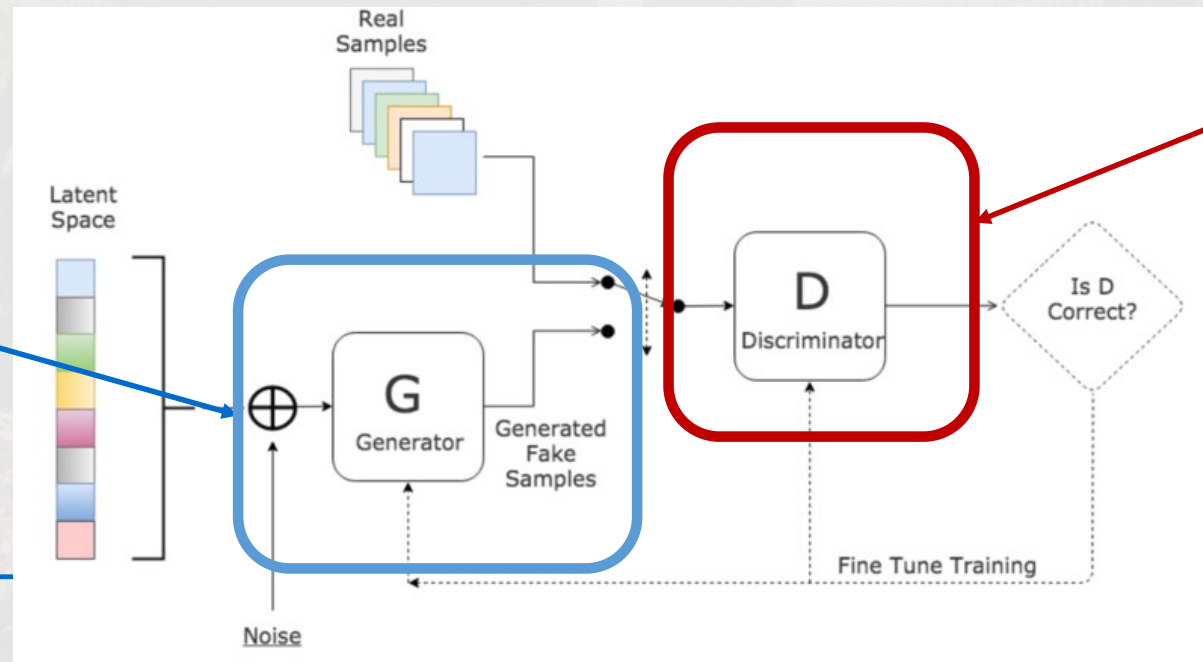 Real
Samples
Latent
Space
G
Generator
Generated
Fake
Samples
D
Discriminator
Is D
Correct?
Fine Tune Training
Noise